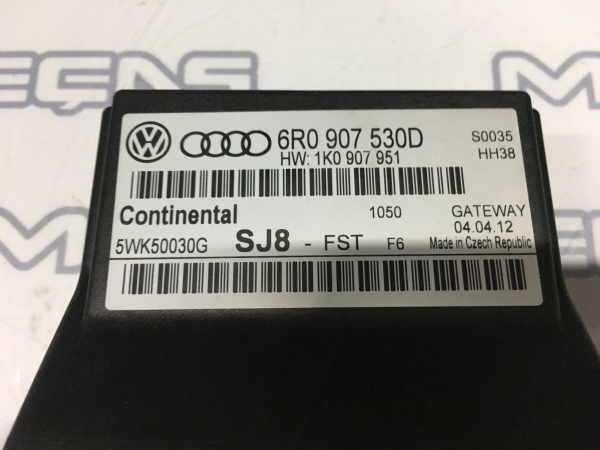 EÇNS
M
6R0 907 530D
S0035
HW: 1K0 907 951
HH38
Continental
1050
GATEWAY
04.04.12
5WK50030G
SJ8 - FST
F6
Made in Czech Republic